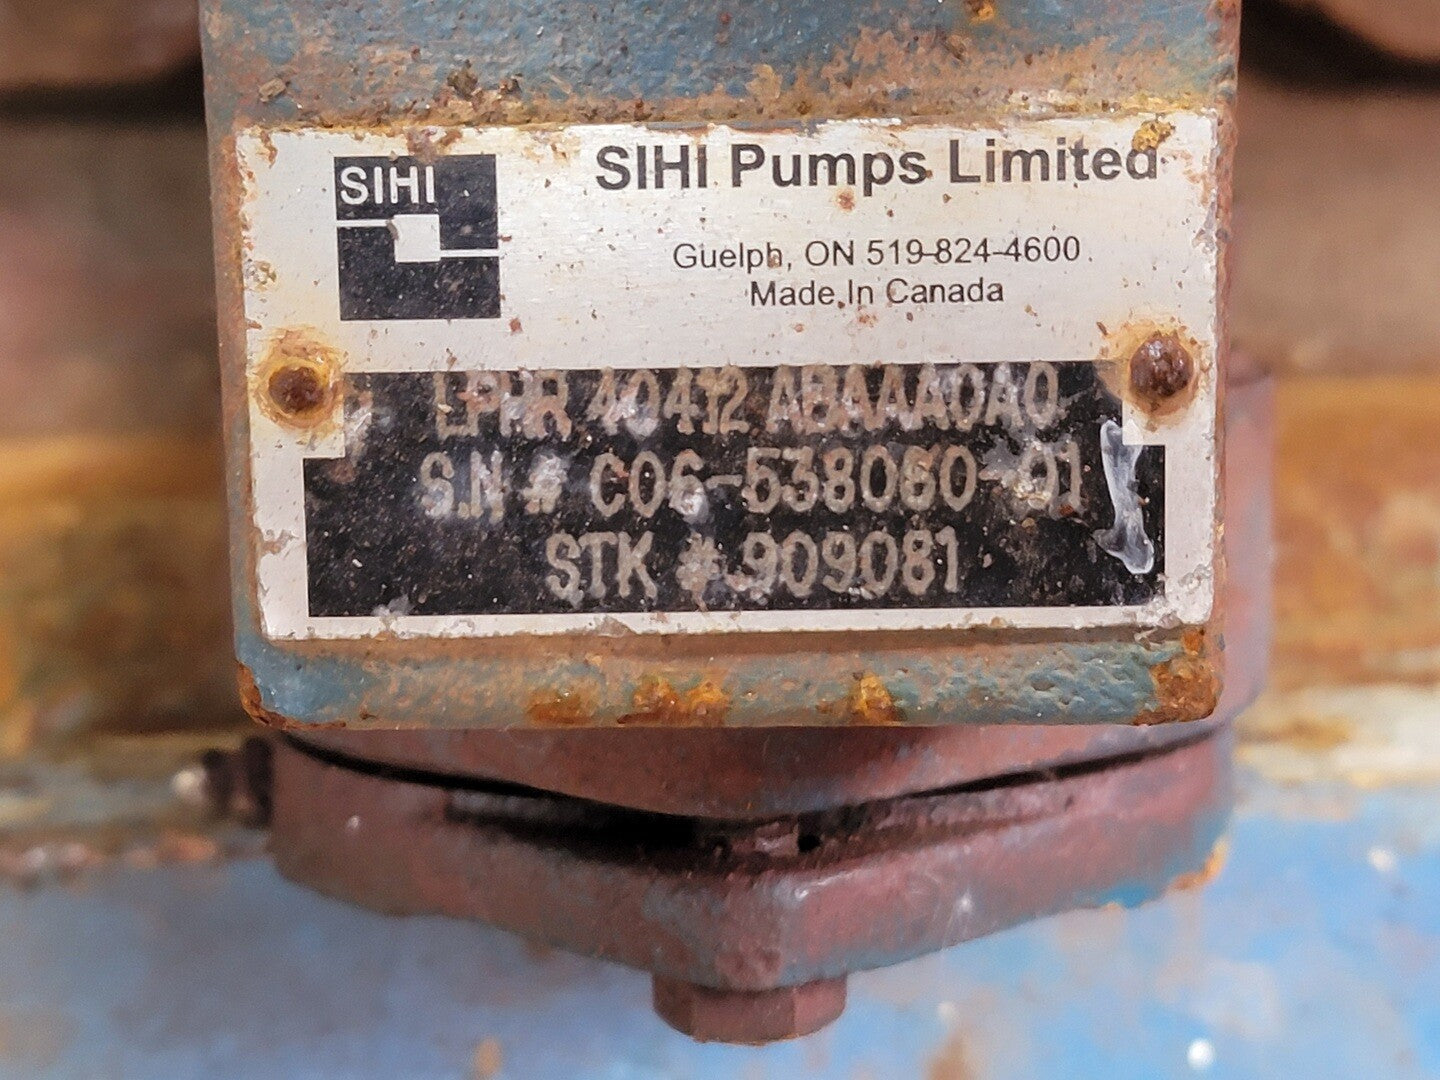 SIHI
SIHI Pumps Limited
Guelph, ON 519-824-4600
Made In Canada
LPHR 40412 ABAAA0A0
S.N # C06-538080-01
STK # 909081